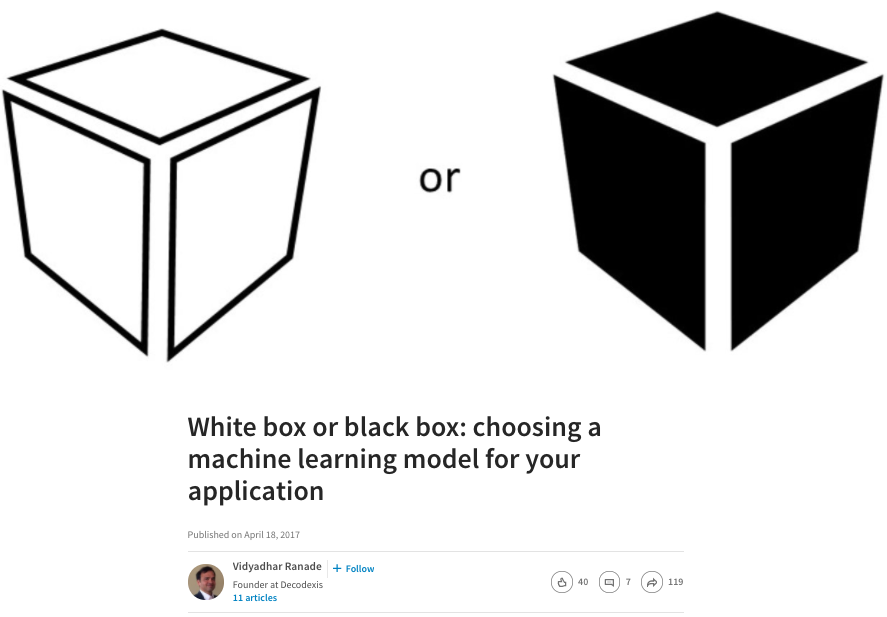 or
White box or black box: choosing a
machine learning model for your
application
Published on April 18, 2017
Vidyadhar Ranade + Follow
Founder at Decodexis
11 articles
40 7 119